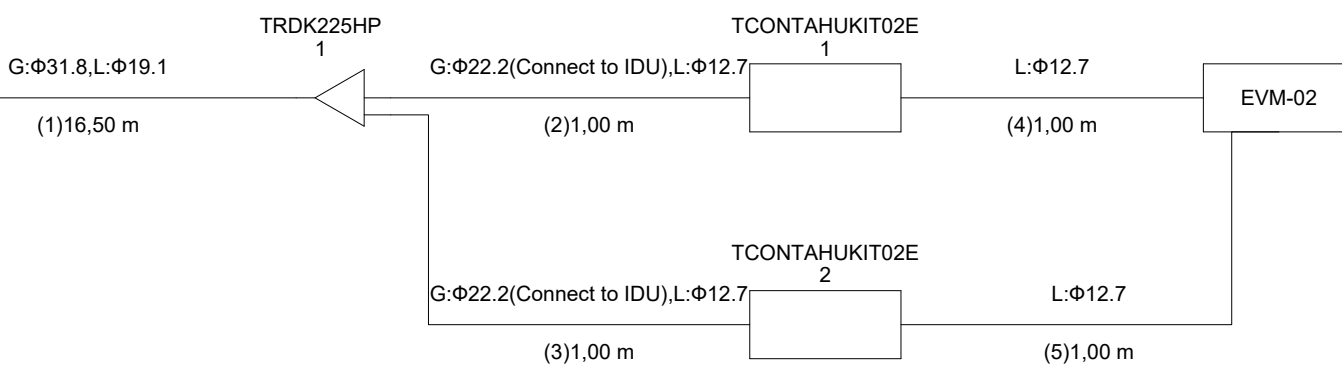 TRDK225HP
1
TCONTAHUKIT02E
1
G:Φ31.8,L:Φ19.1
G:Φ22.2(Connect to IDU),L:Φ12.7
L:Φ12.7
EVM-02
(1)16,50 m
(2)1,00 m
(4)1,00 m
TCONTAHUKIT02E
2
G:Φ22.2(Connect to IDU),L:Φ12.7
L:Φ12.7
(3)1,00 m
(5)1,00 m